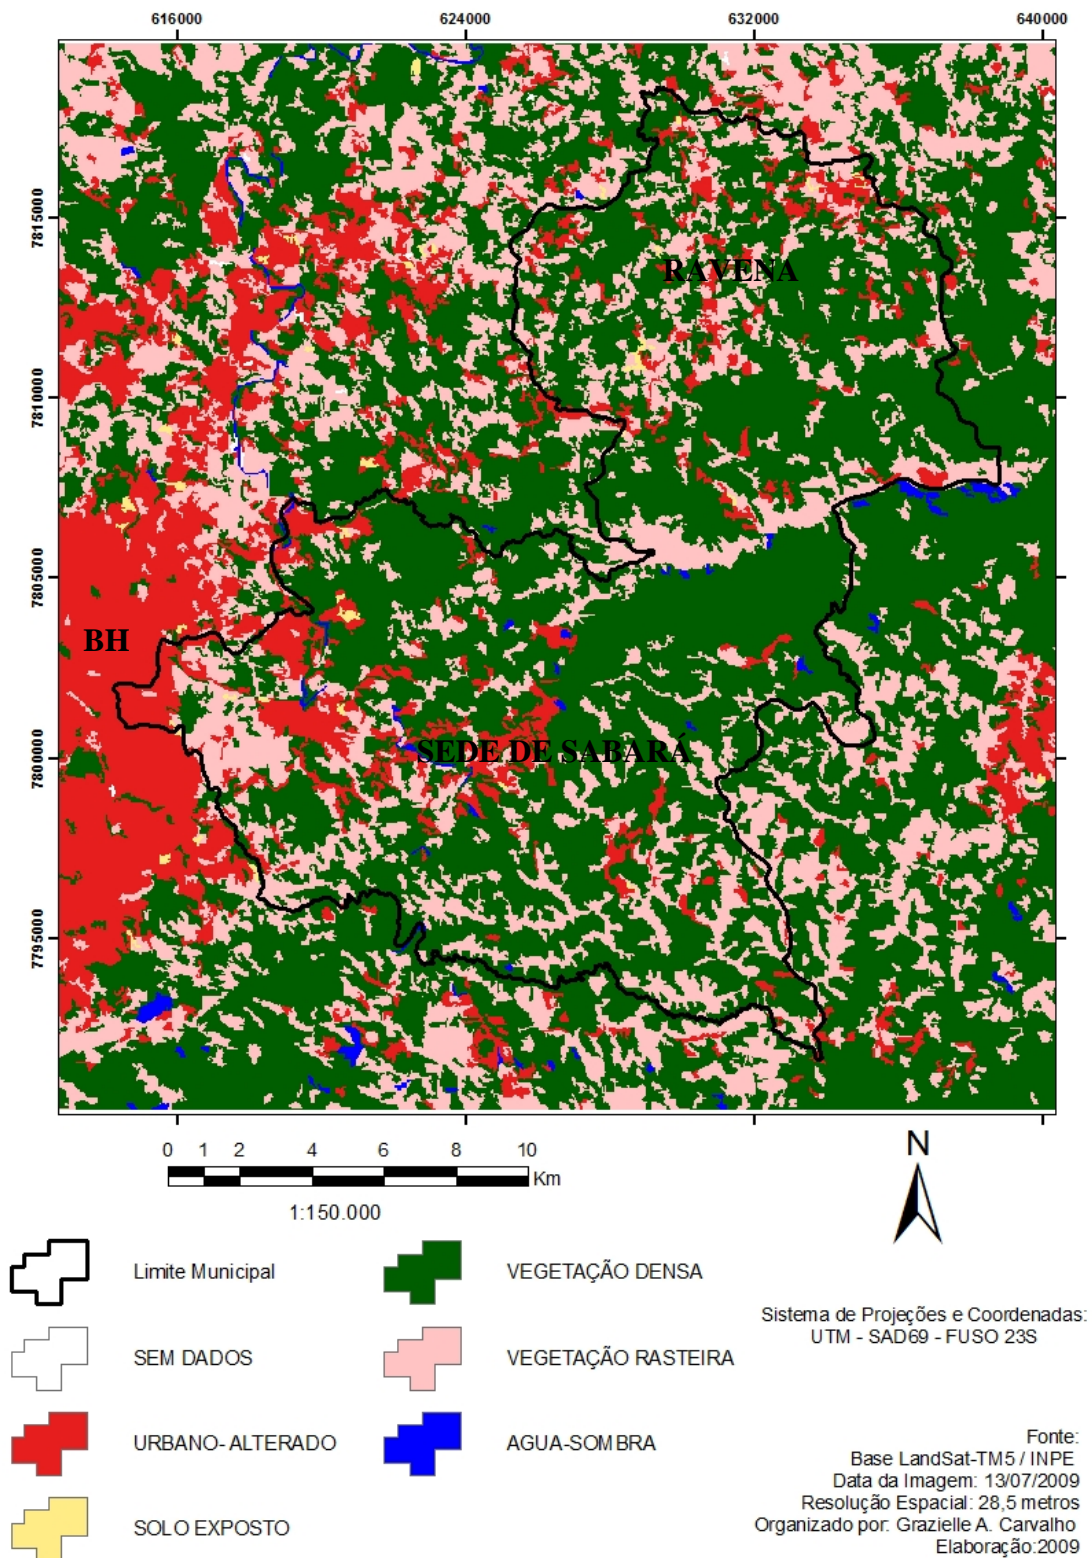 616000 624000 632000 640000
7815000
7810000
7805000
7800000
7795000
RAVENA
BH
SEDE DE SABARÁ
0 1 2 4 6 8 10
Km
1:150.000
N
Limite Municipal
VEGETAÇÃO DENSA
SEM DADOS
VEGETAÇÃO RASTEIRA
URBANO- ALTERADO
AGUA-SOMBRA
SOLO EXPOSTO
Sistema de Projeções e Coordenadas:
UTM - SAD69 - FUSO 23S
Fonte:
Base LandSat-TM5 / INPE
Data da Imagem: 13/07/2009
Resolução Espacial: 28,5 metros
Organizado por: Grazielle A. Carvalho
Elaboração:2009